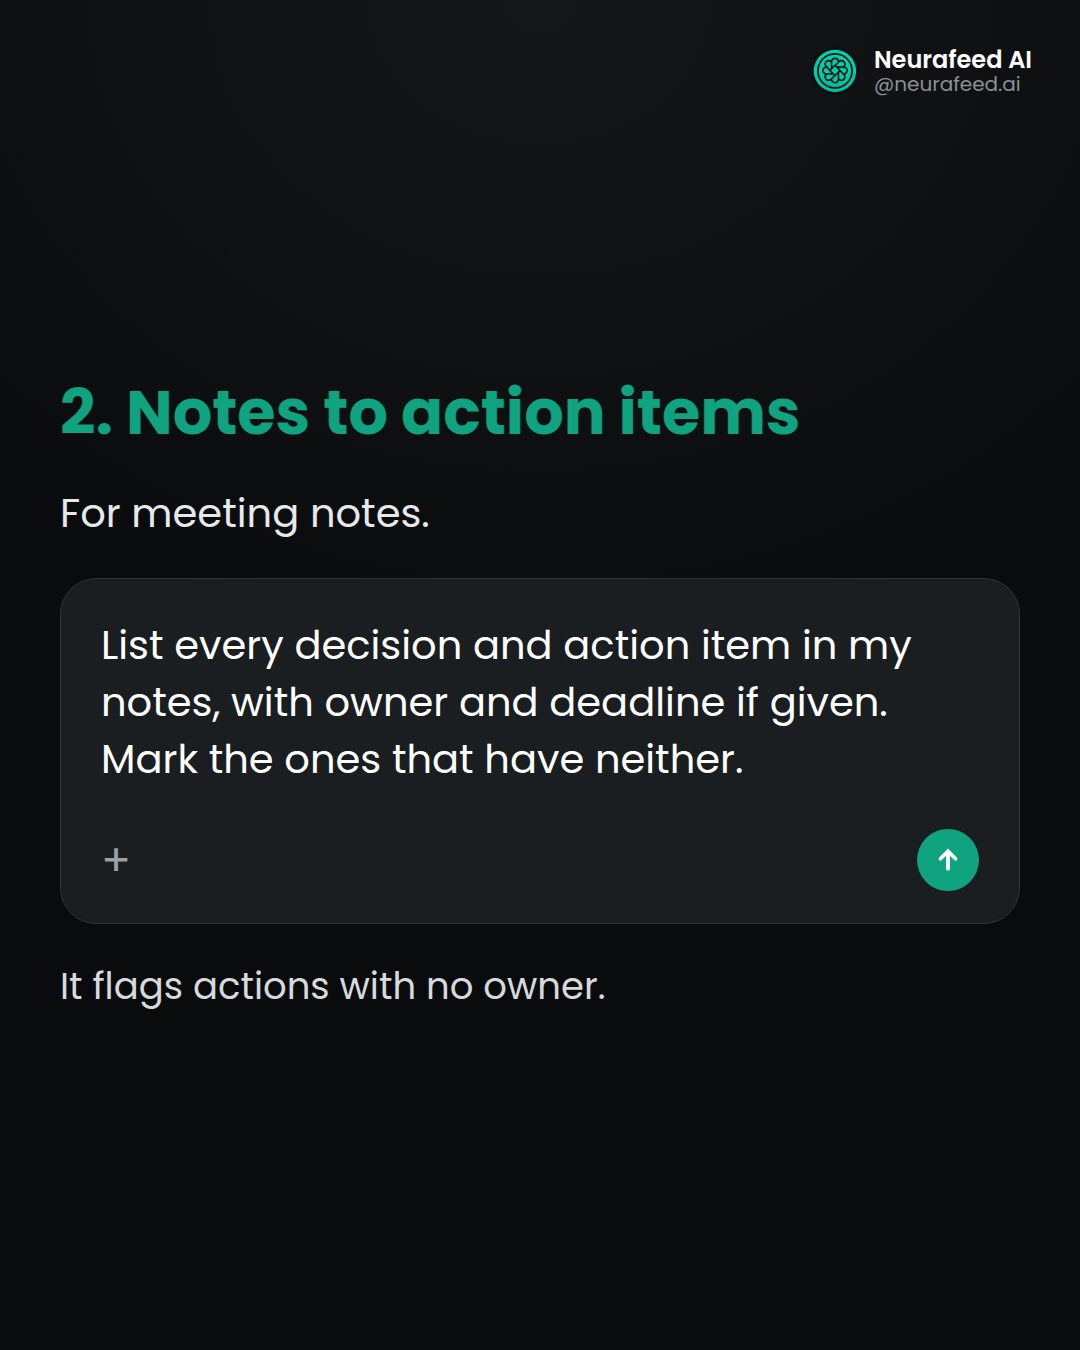 Neurafeed AI
@neurafeed.ai
2. Notes to action items
For meeting notes.
List every decision and action item in my
notes, with owner and deadline if given.
Mark the ones that have neither.
+
It flags actions with no owner.